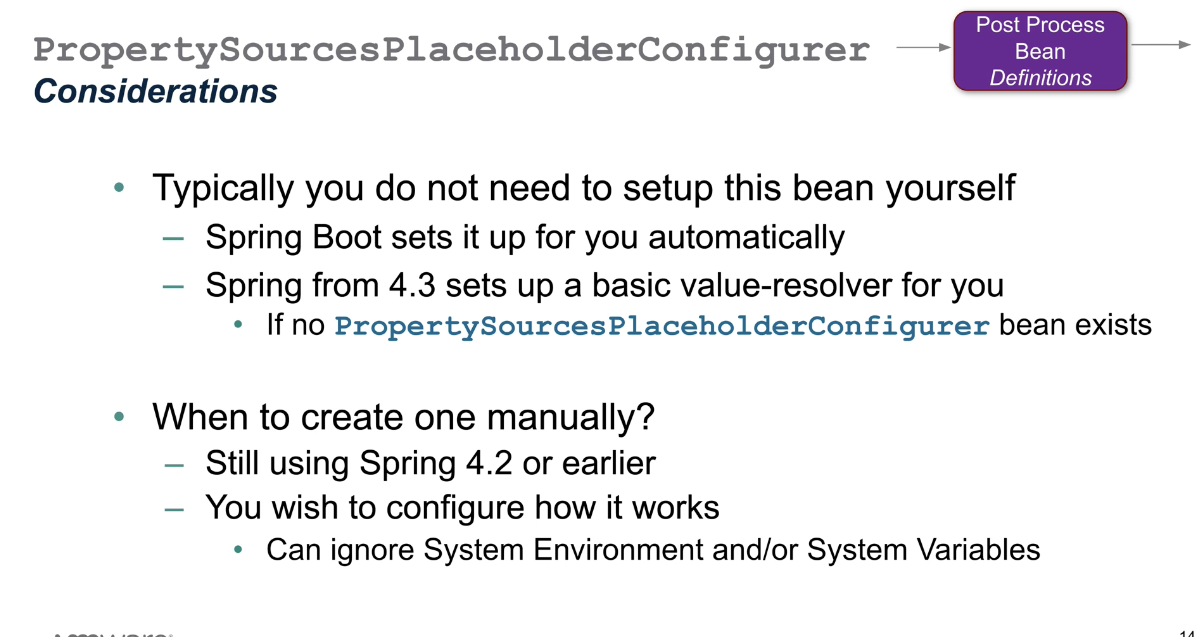 PropertySourcesPlaceholderConfigurer
Considerations
Post Process
Bean
Definitions
• Typically you do not need to setup this bean yourself
– Spring Boot sets it up for you automatically
– Spring from 4.3 sets up a basic value-resolver for you
• If no PropertySourcesPlaceholderConfigurer bean exists
• When to create one manually?
– Still using Spring 4.2 or earlier
– You wish to configure how it works
• Can ignore System Environment and/or System Variables
14